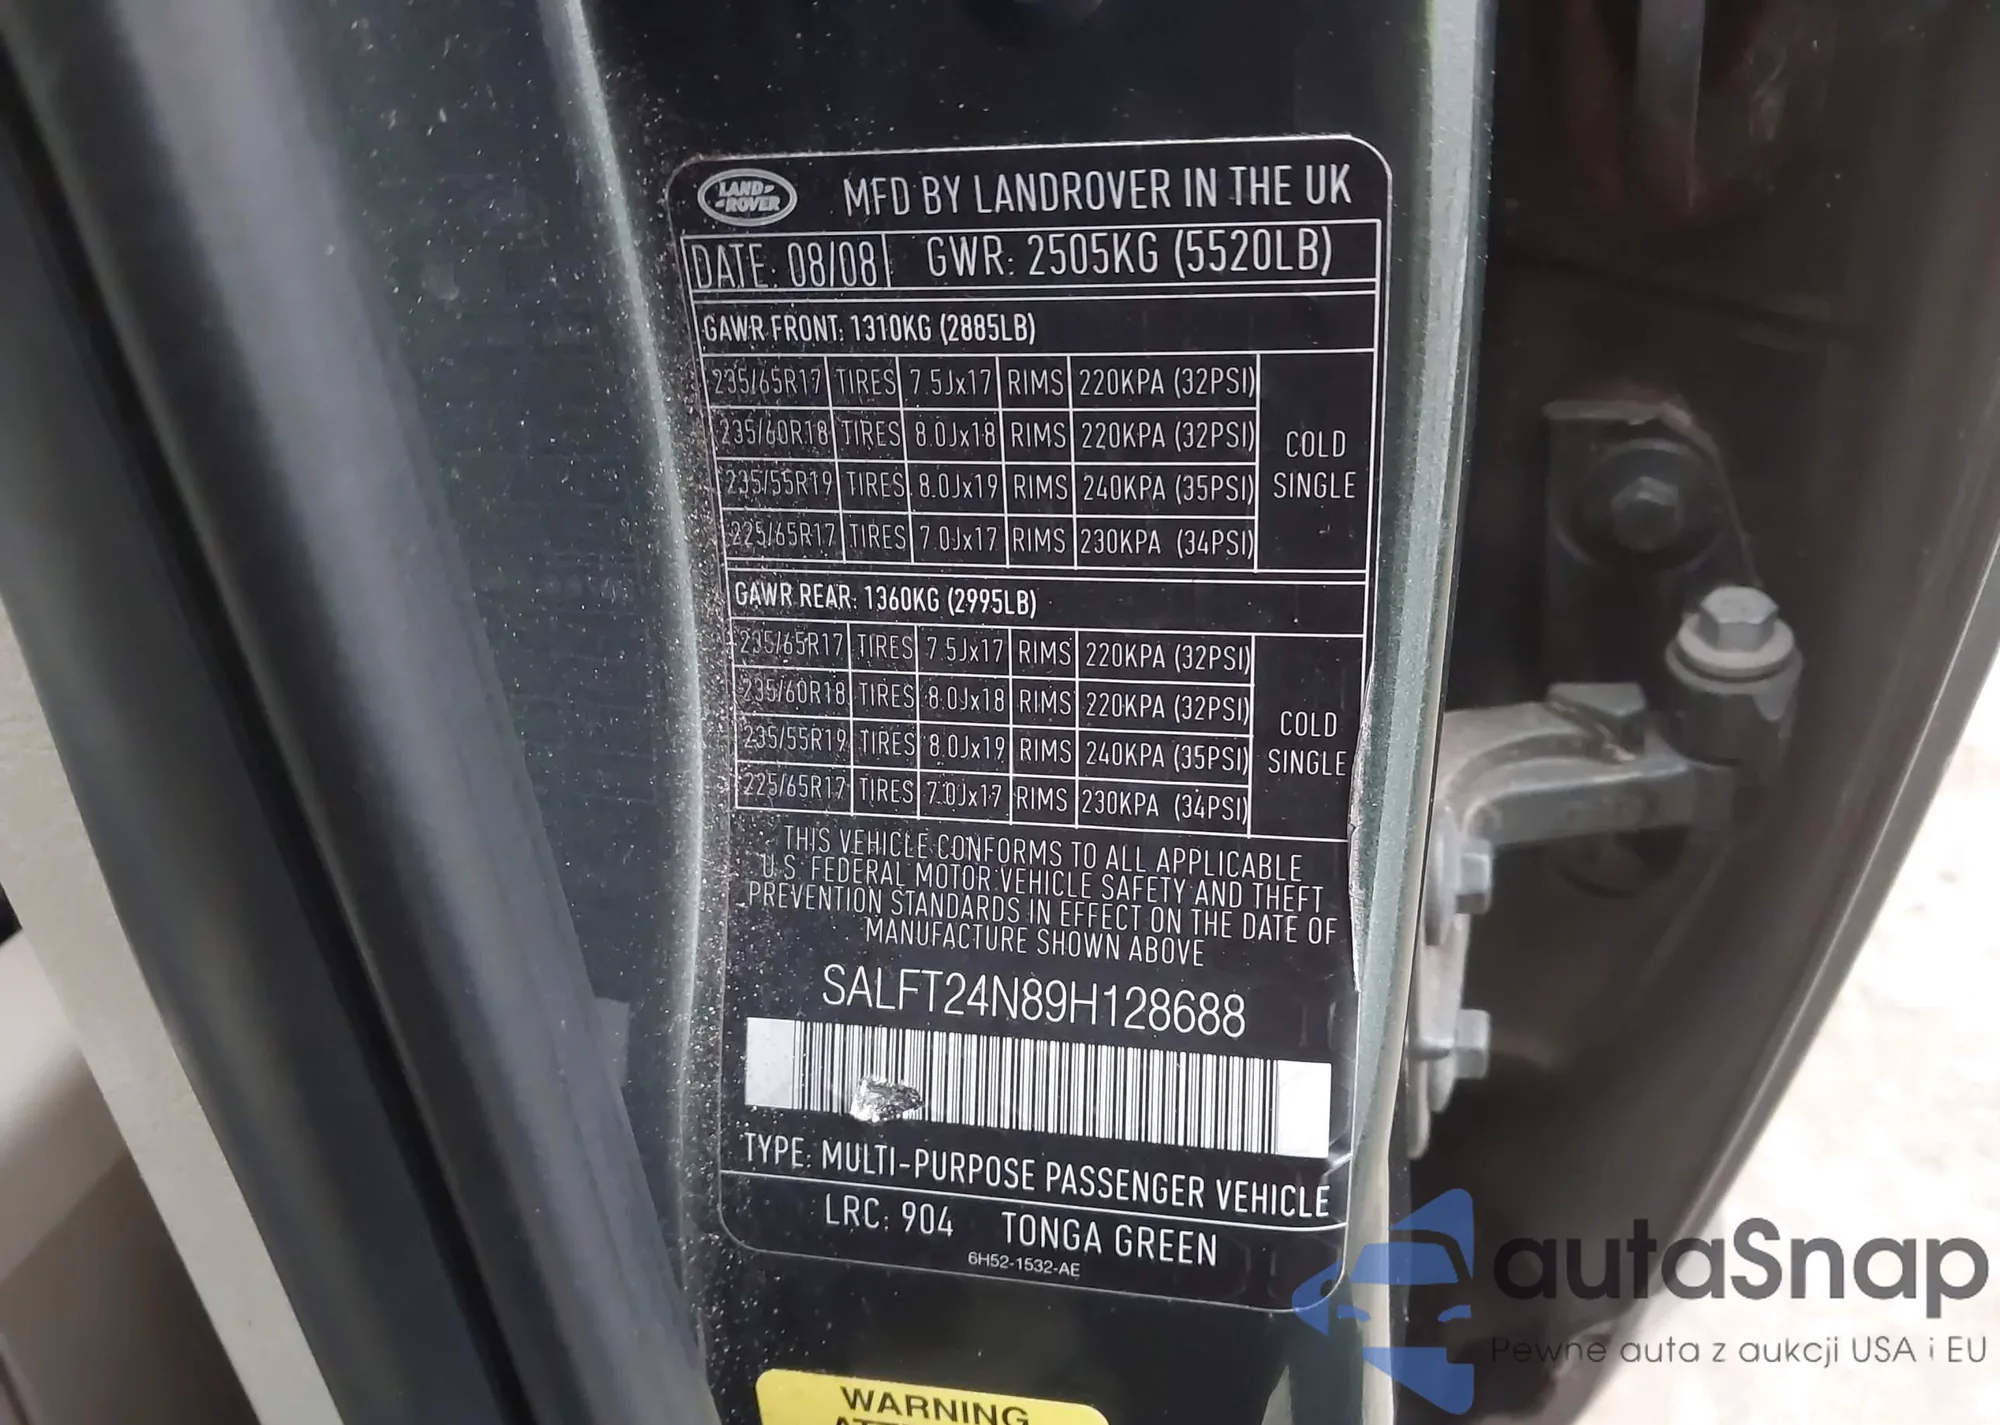 LAND-
-ROVER
MFD BY LANDROVER IN THE UK
DATE: 08/08 GWR: 2505KG (5520LB)
GAWR FRONT: 1310KG (2885LB)
235/65R17 TIRES 7.5Jx17 RIMS 220KPA (32PSI)
235/60R18 TIRES 8.0Jx18 RIMS 220KPA (32PSI)
235/55R19 TIRES 8.0Jx19 RIMS 240KPA (35PSI)
225/65R17 TIRES 7.0Jx17 RIMS 230KPA (34PSI)
COLD
SINGLE
GAWR REAR: 1360KG (2995LB)
235/65R17 TIRES 7.5Jx17 RIMS 220KPA (32PSI)
235/60R18 TIRES 8.0Jx18 RIMS 220KPA (32PSI)
235/55R19 TIRES 8.0Jx19 RIMS 240KPA (35PSI)
225/65R17 TIRES 7.0Jx17 RIMS 230KPA (34PSI)
COLD
SINGLE
THIS VEHICLE CONFORMS TO ALL APPLICABLE
U.S. FEDERAL MOTOR VEHICLE SAFETY AND THEFT
PREVENTION STANDARDS IN EFFECT ON THE DATE OF
MANUFACTURE SHOWN ABOVE
SALFT24N89H128688
TYPE: MULTI-PURPOSE PASSENGER VEHICLE
LRC: 904 TONGA GREEN
6H52-1532-AE
WARNING
autaSnap
Pewne auta z aukcji USA i EU